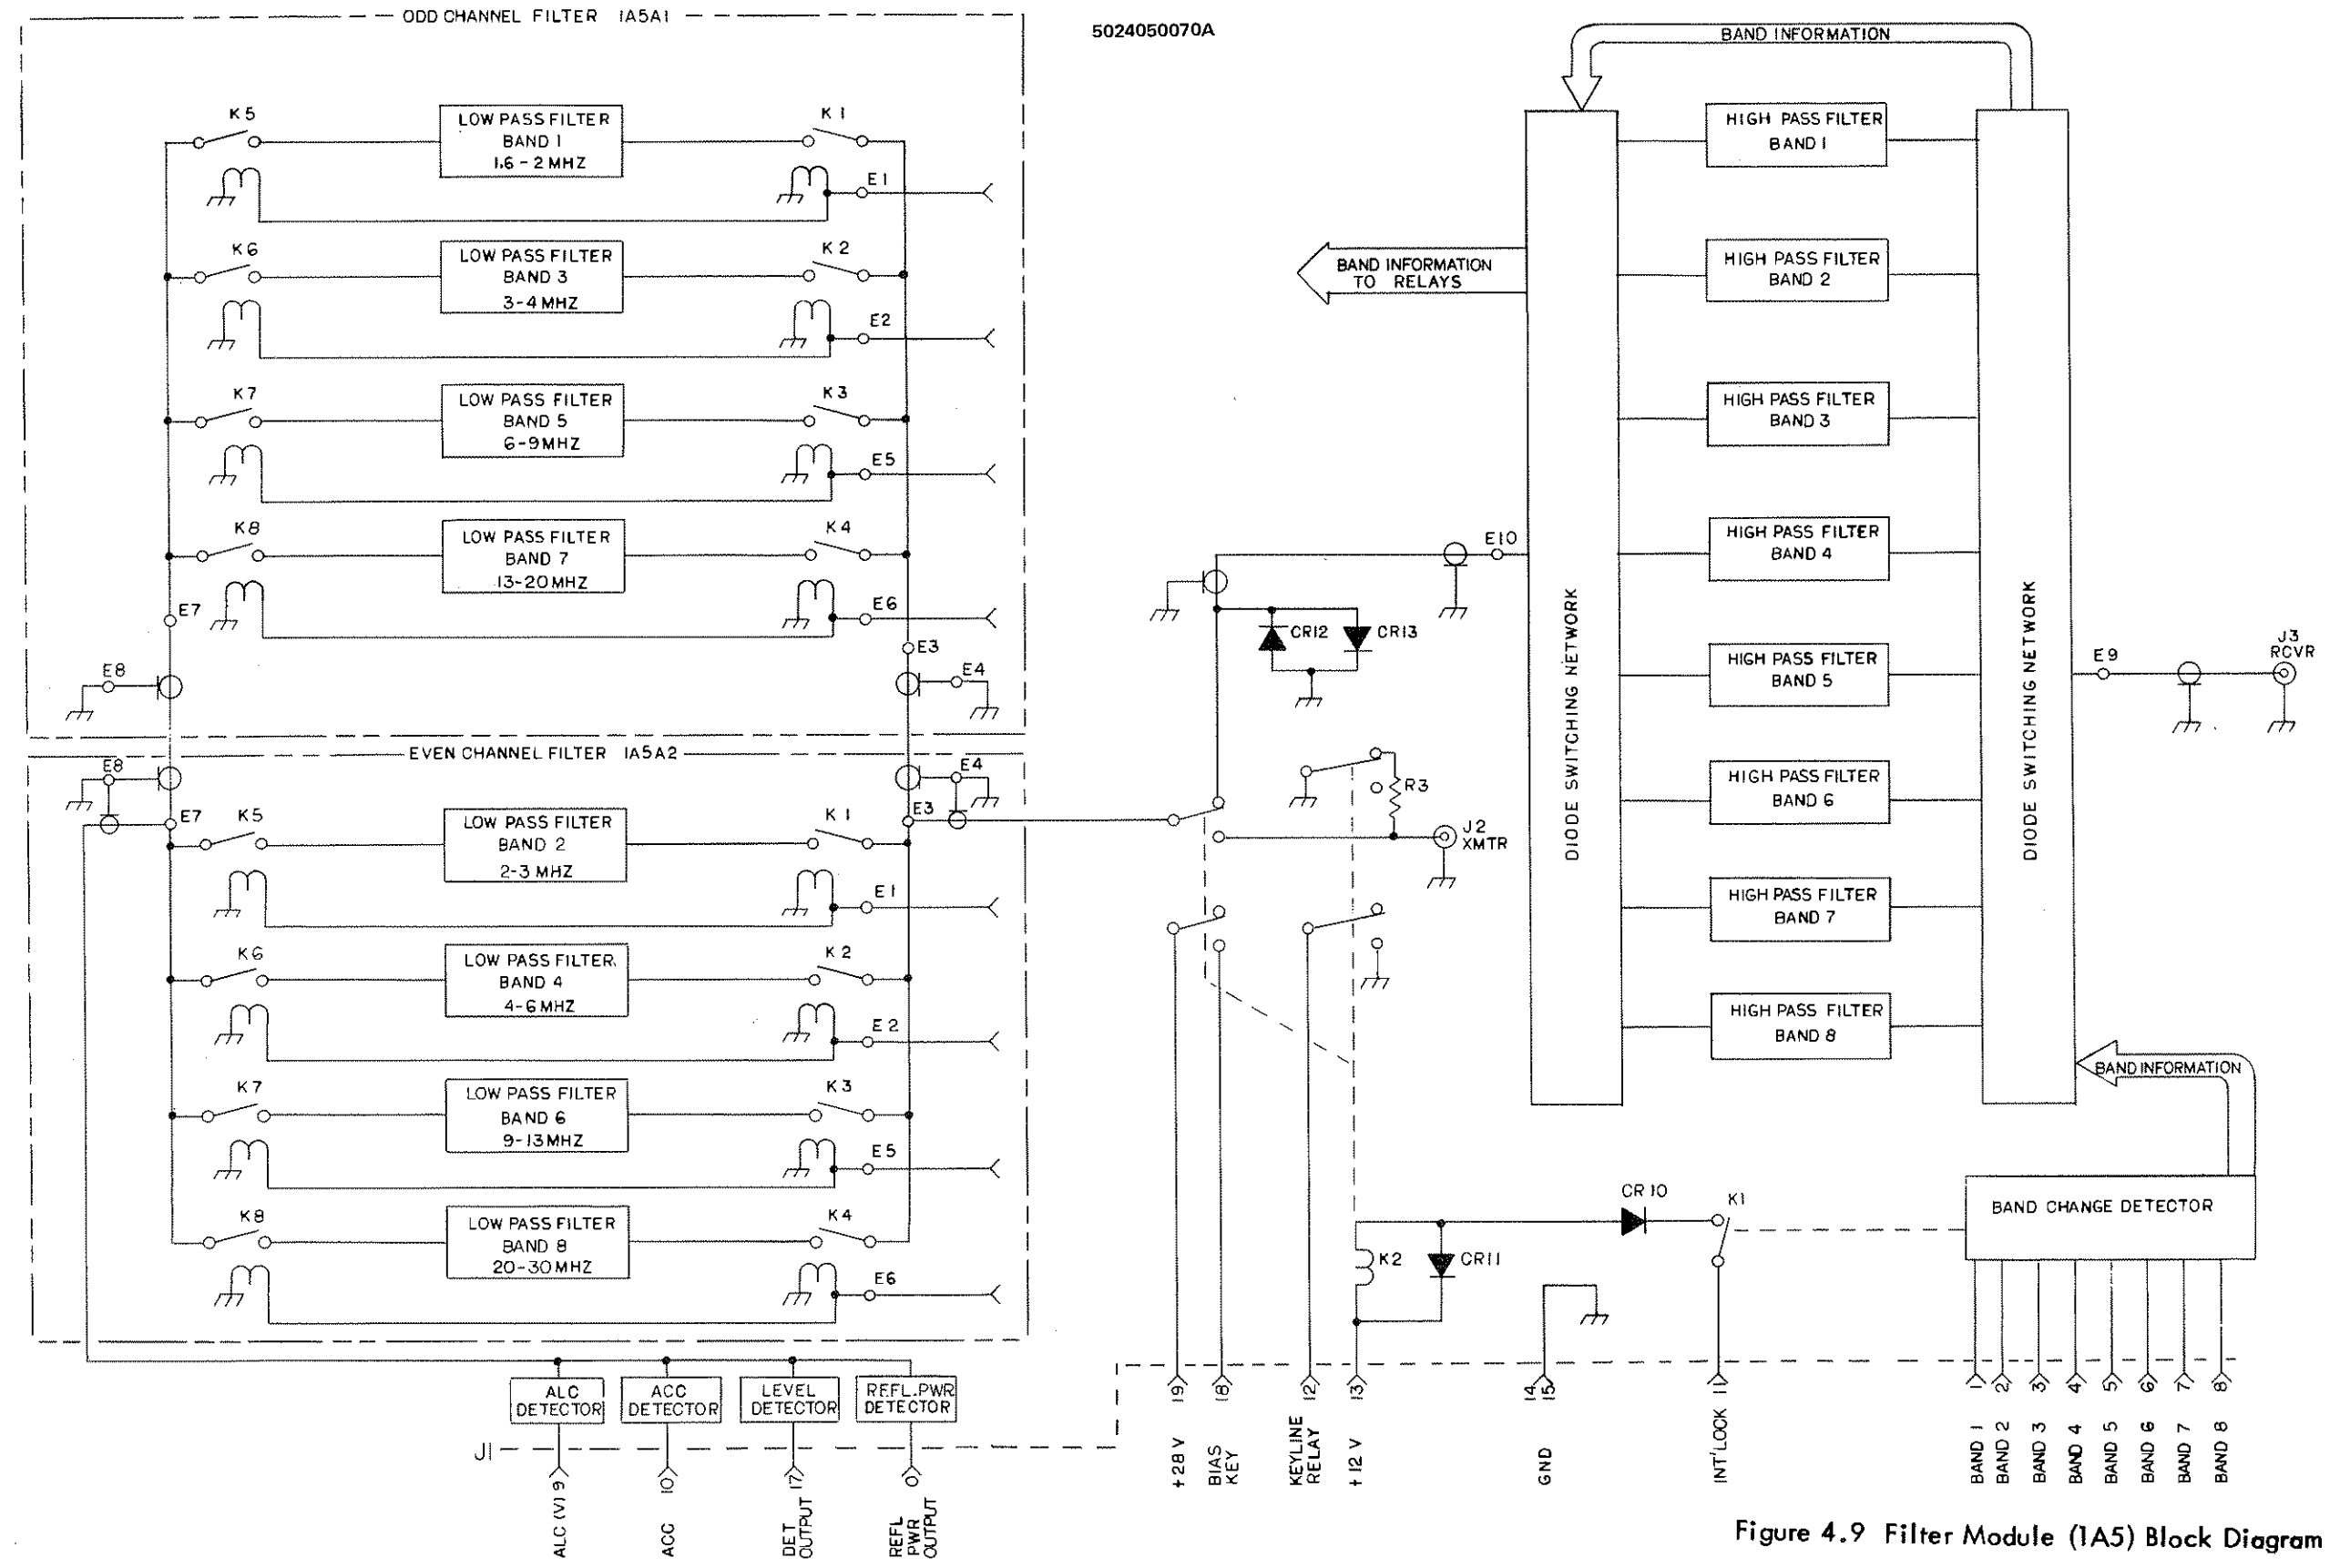 ODD CHANNEL FILTER 1A5A1
5024050070A
BAND INFORMATION
K5
LOW PASS FILTER
BAND 1
1.6 - 2 MHZ
K1
E1
K6
LOW PASS FILTER
BAND 3
3-4 MHZ
K2
E2
K7
LOW PASS FILTER
BAND 5
6-9MHZ
K3
E5
K8
LOW PASS FILTER
BAND 7
13-20 MHZ
K4
E6
E7
E3
E8
E4
EVEN CHANNEL FILTER 1A5A2
E8
E4
E7
E3
K5
LOW PASS FILTER
BAND 2
2-3 MHZ
K1
E1
K6
LOW PASS FILTER
BAND 4
4-6 MHZ
K2
E2
K7
LOW PASS FILTER
BAND 6
9-13MHZ
K3
E5
K8
LOW PASS FILTER
BAND 8
20-30MHZ
K4
E6
ALC
DETECTOR
ACC
DETECTOR
LEVEL
DETECTOR
REFL.PWR
DETECTOR
J1
9
10
17
0
ALC (V)
ACC
DET
OUTPUT
REFL
PWR
OUTPUT
BAND INFORMATION
TO RELAYS
E10
CR12
CR13
R3
J2
XMTR
DIODE SWITCHING NETWORK
HIGH PASS FILTER
BAND 1
HIGH PASS FILTER
BAND 2
HIGH PASS FILTER
BAND 3
HIGH PASS FILTER
BAND 4
HIGH PASS FILTER
BAND 5
HIGH PASS FILTER
BAND 6
HIGH PASS FILTER
BAND 7
HIGH PASS FILTER
BAND 8
DIODE SWITCHING NETWORK
E9
J3
RCVR
BAND INFORMATION
BAND CHANGE DETECTOR
CR10
K1
K2
CR11
19
18
12
13
14
15
11
1
2
3
4
5
6
7
8
+28V
BIAS
KEY
KEYLINE
RELAY
+12 V
GND
INT'LOCK
BAND 1
BAND 2
BAND 3
BAND 4
BAND 5
BAND 6
BAND 7
BAND 8
Figure 4.9 Filter Module (1A5) Block Diagram